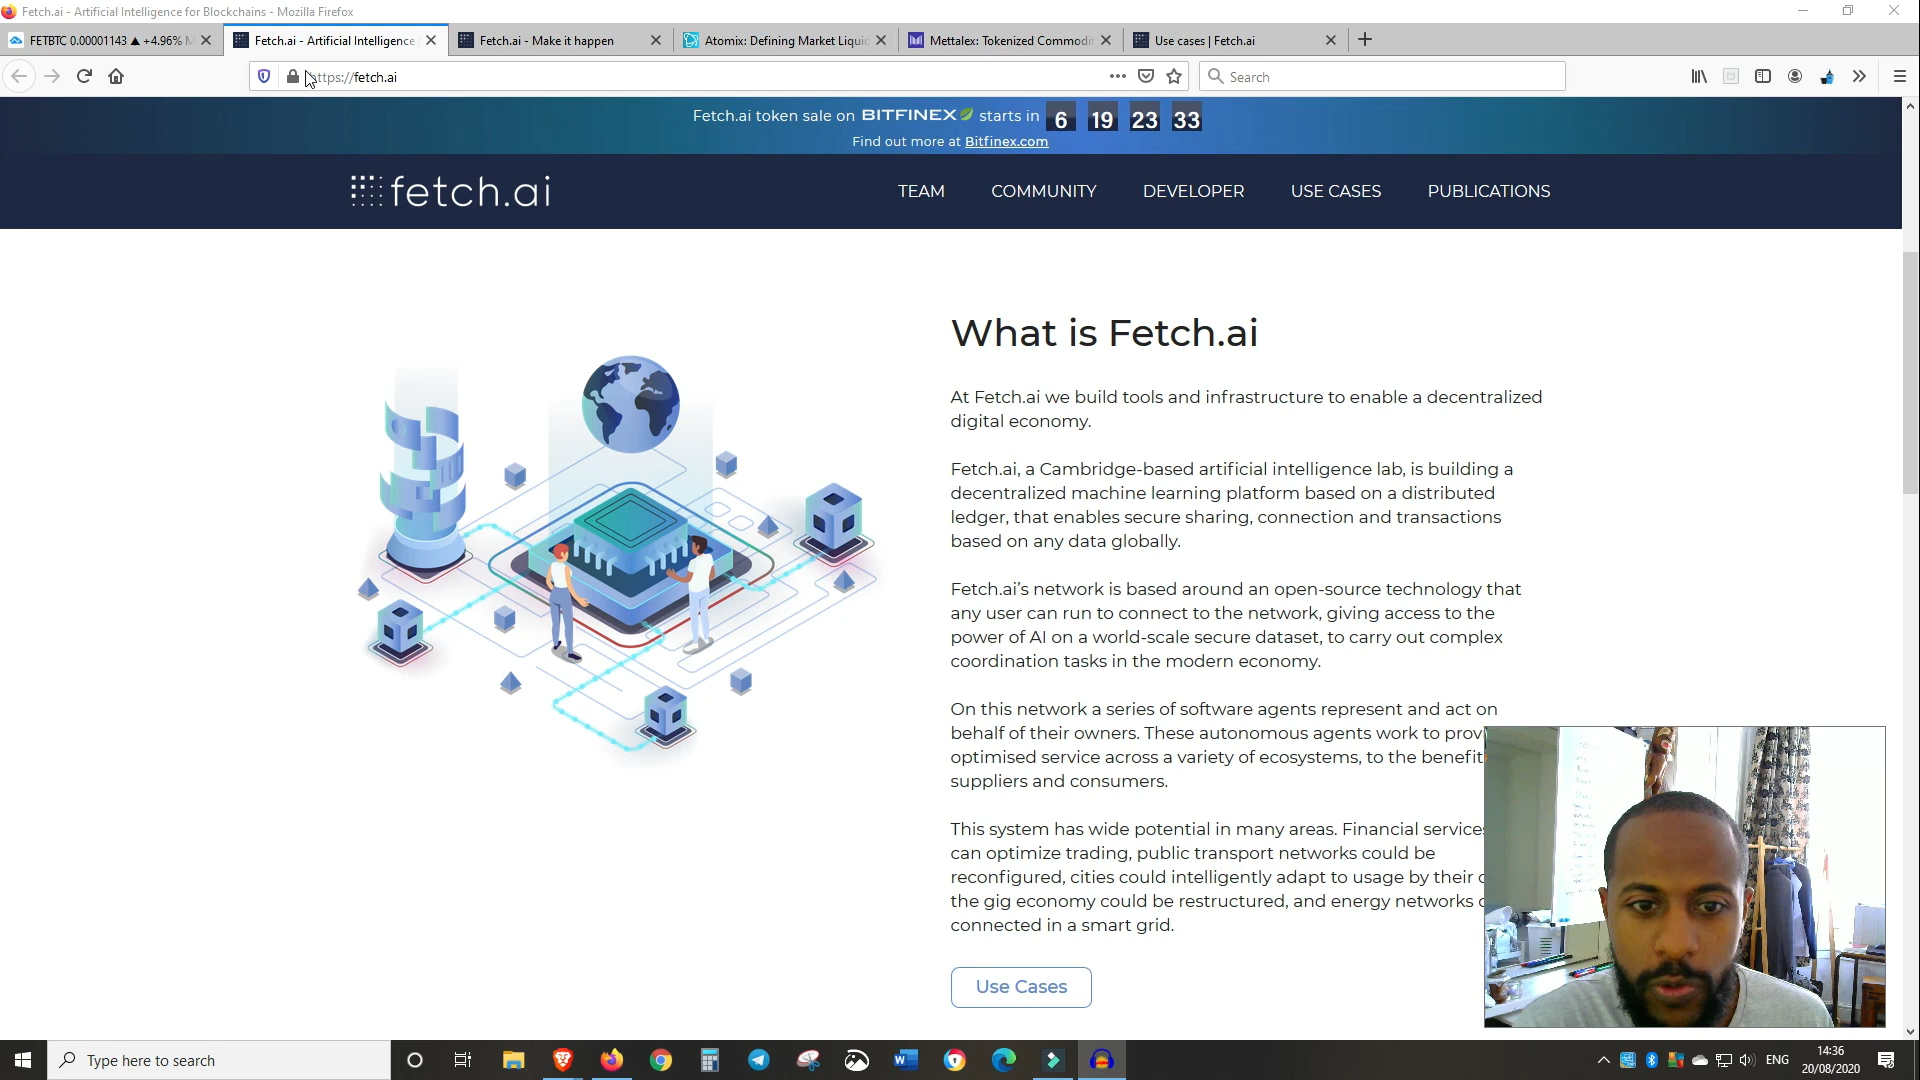 Fetch.ai - Artificial Intelligence for Blockchains - Mozilla Firefox
FETBTC 0.00001143 ▲ +4.96%
Fetch.ai - Artificial Intelligence
Fetch.ai - Make it happen
Atomix: Defining Market
Mettalex: Tokenized
Use cases | Fetch.ai
https://fetch.ai
Search
Fetch.ai token sale on BITFINEX starts in 6 19 23 33
Find out more at Bitfinex.com
fetch.ai
TEAM
COMMUNITY
DEVELOPER
USE CASES
PUBLICATIONS
What is Fetch.ai
At Fetch.ai we build tools and infrastructure to enable a decentralized
digital economy.
Fetch.ai, a Cambridge-based artificial intelligence lab, is building a
decentralized machine learning platform based on a distributed
ledger, that enables secure sharing, connection and transactions
based on any data globally.
Fetch.ai's network is based around an open-source technology that
any user can run to connect to the network, giving access to the
power of AI on a world-scale secure dataset, to carry out complex
coordination tasks in the modern economy.
On this network a series of software agents represent and act on
behalf of their owners. These autonomous agents work to
optimised service across a variety of ecosystems, to the benefit
suppliers and consumers.
This system has wide potential in many areas. Financial services
can optimize trading, public transport networks could be
reconfigured, cities could intelligently adapt to usage by their
the gig economy could be restructured, and energy networks
connected in a smart grid.
Use Cases
Type here to search
ENG
14:36
20/08/2020